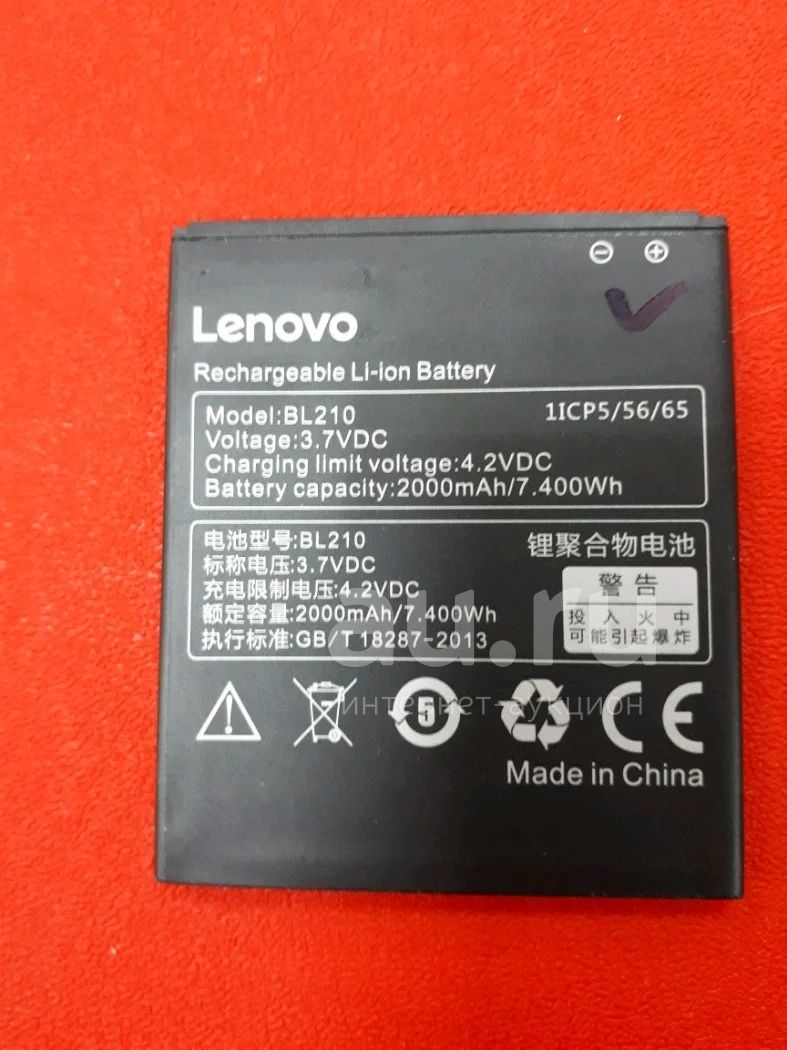 Lenovo
Rechargeable Li-ion Battery
Model:BL210 1ICP5/56/65
Voltage:3.7VDC
Charging limit voltage:4.2VDC
Battery capacity:2000mAh/7.400Wh
电池型号:BL210 锂聚合物电池
标称电压:3.7VDC
充电限制电压:4.2VDC
额定容量:2000mAh/7.400Wh
执行标准:GB/T 18287-2013
警告
投入火中
可能引起爆炸
au.ru
интернет-аукцион
5
CE
Made in China